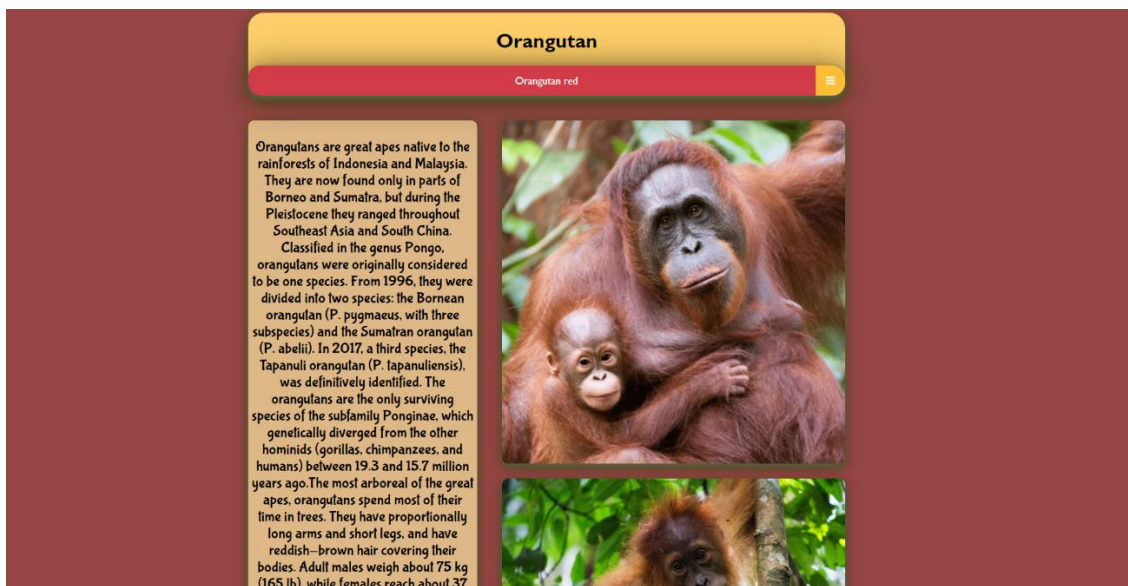 Orangutan
Orangutan red
Orangutans are great apes native to the
rainforests of Indonesia and Malaysia.
They are now found only in parts of
Borneo and Sumatra, but during the
Pleistocene they ranged throughout
Southeast Asia and South China.
Classified in the genus Pongo,
orangutans were originally considered
to be one species. From 1996, they were
divided into two species: the Bornean
orangutan (P. pygmaeus, with three
subspecies) and the Sumatran orangutan
(P. abelii). In 2017, a third species, the
Tapanuli orangutan (P. tapanuliensis),
was definitively identified. The
orangutans are the only surviving
species of the subfamily Ponginae, which
genetically diverged from the other
hominids (gorillas, chimpanzees, and
humans) between 19.3 and 15.7 million
years ago.The most arboreal of the great
apes, orangutans spend most of their
time in trees. They have proportionally
long arms and short legs, and have
reddish-brown hair covering their
bodies. Adult males weigh about 75 kg
(165 lb), while females reach about 37